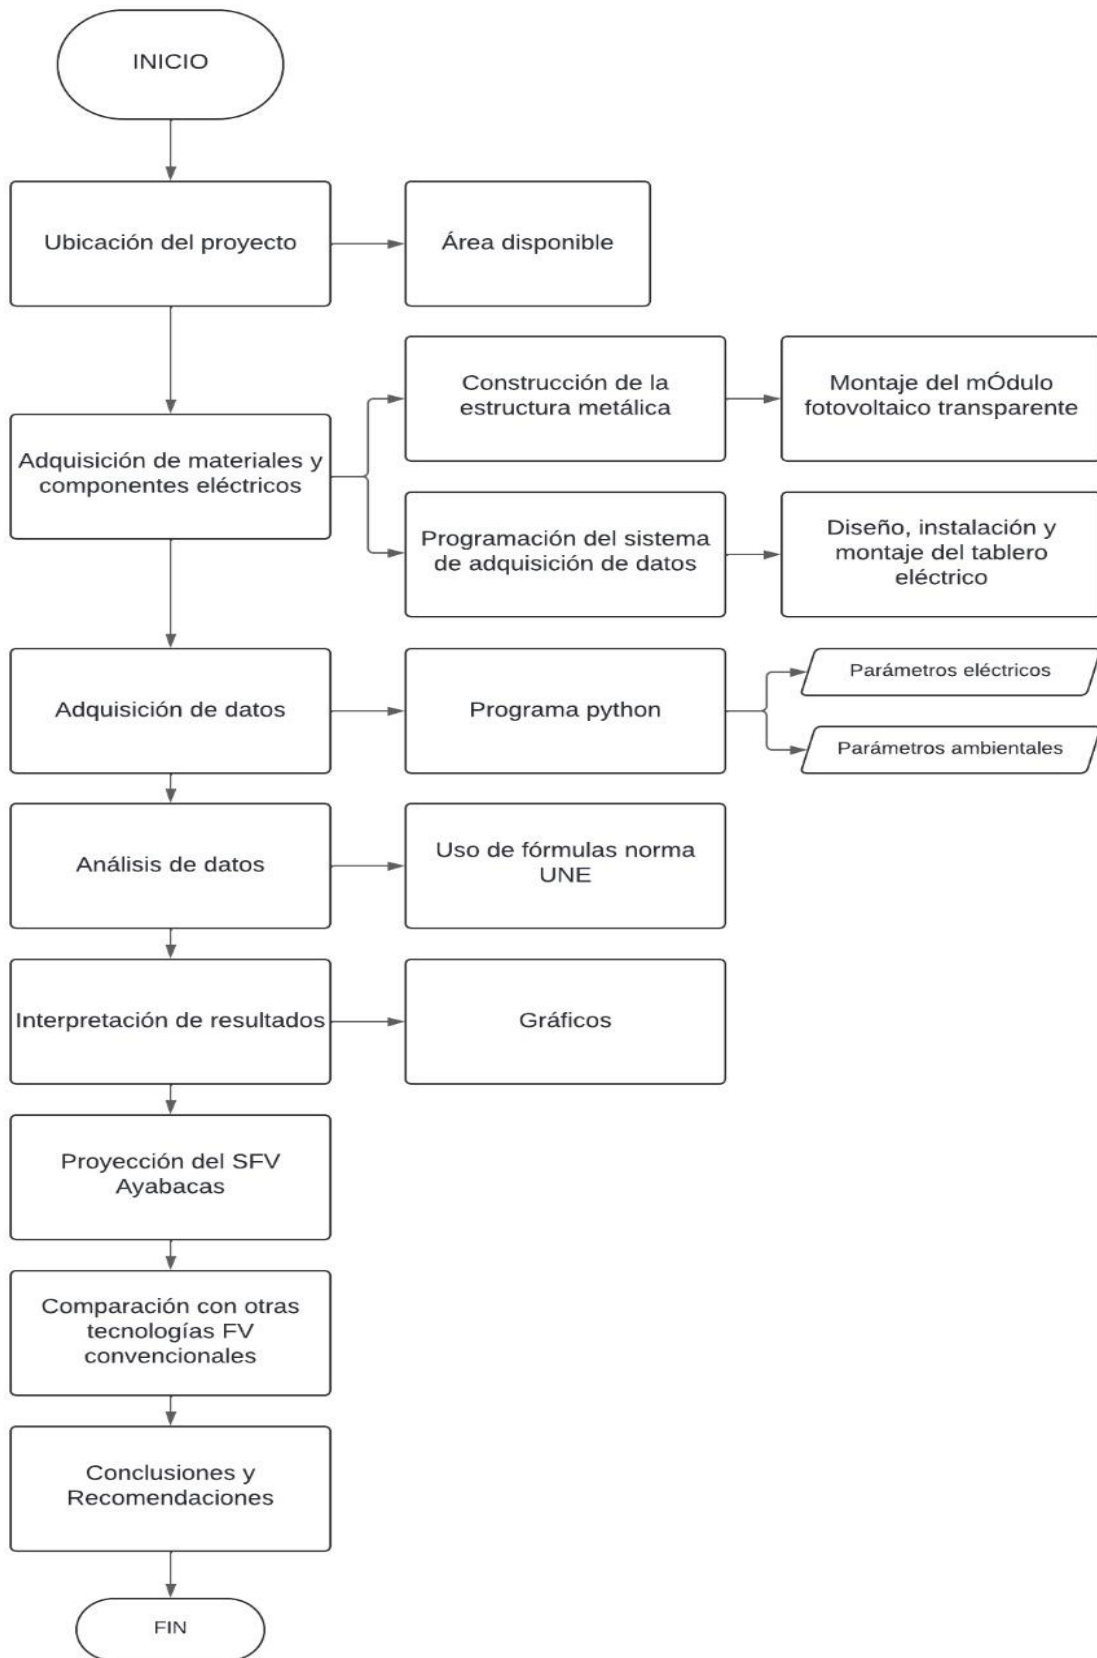 INICIO
Ubicación del proyecto
Área disponible
Adquisición de materiales y
componentes eléctricos
Construcción de la
estructura metálica
Montaje del mÓdulo
fotovoltaico transparente
Programación del sistema
de adquisición de datos
Diseño, instalación y
montaje del tablero
eléctrico
Adquisición de datos
Programa python
Parámetros eléctricos
Parámetros ambientales
Análisis de datos
Uso de fórmulas norma
UNE
Interpretación de resultados
Gráficos
Proyección del SFV
Ayabacas
Comparación con otras
tecnologías FV
convencionales
Conclusiones y
Recomendaciones
FIN